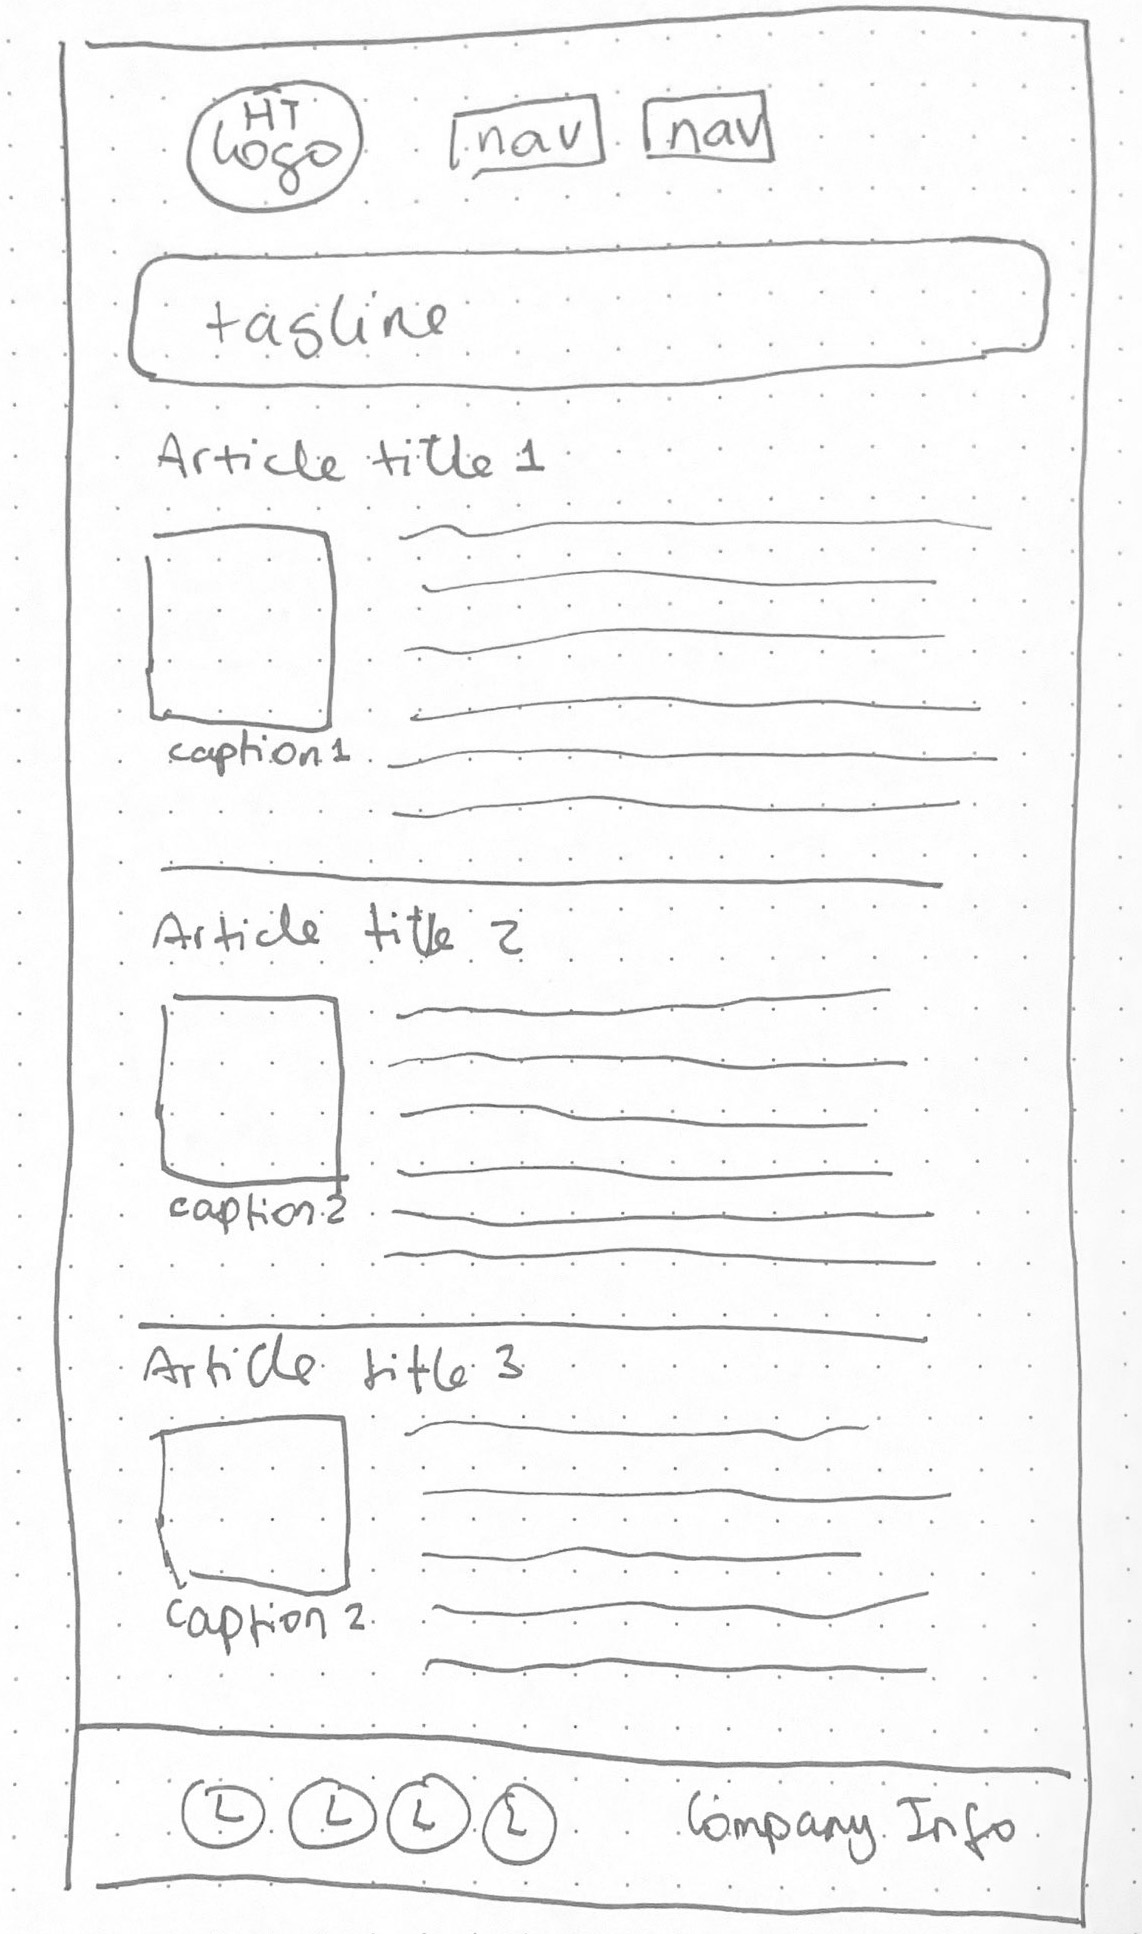 HT
Logo
nav
nav
tagline
Article title 1
caption 1
Article title 2
caption 2
Article title 3
caption 2
L
L
L
L
Company Info